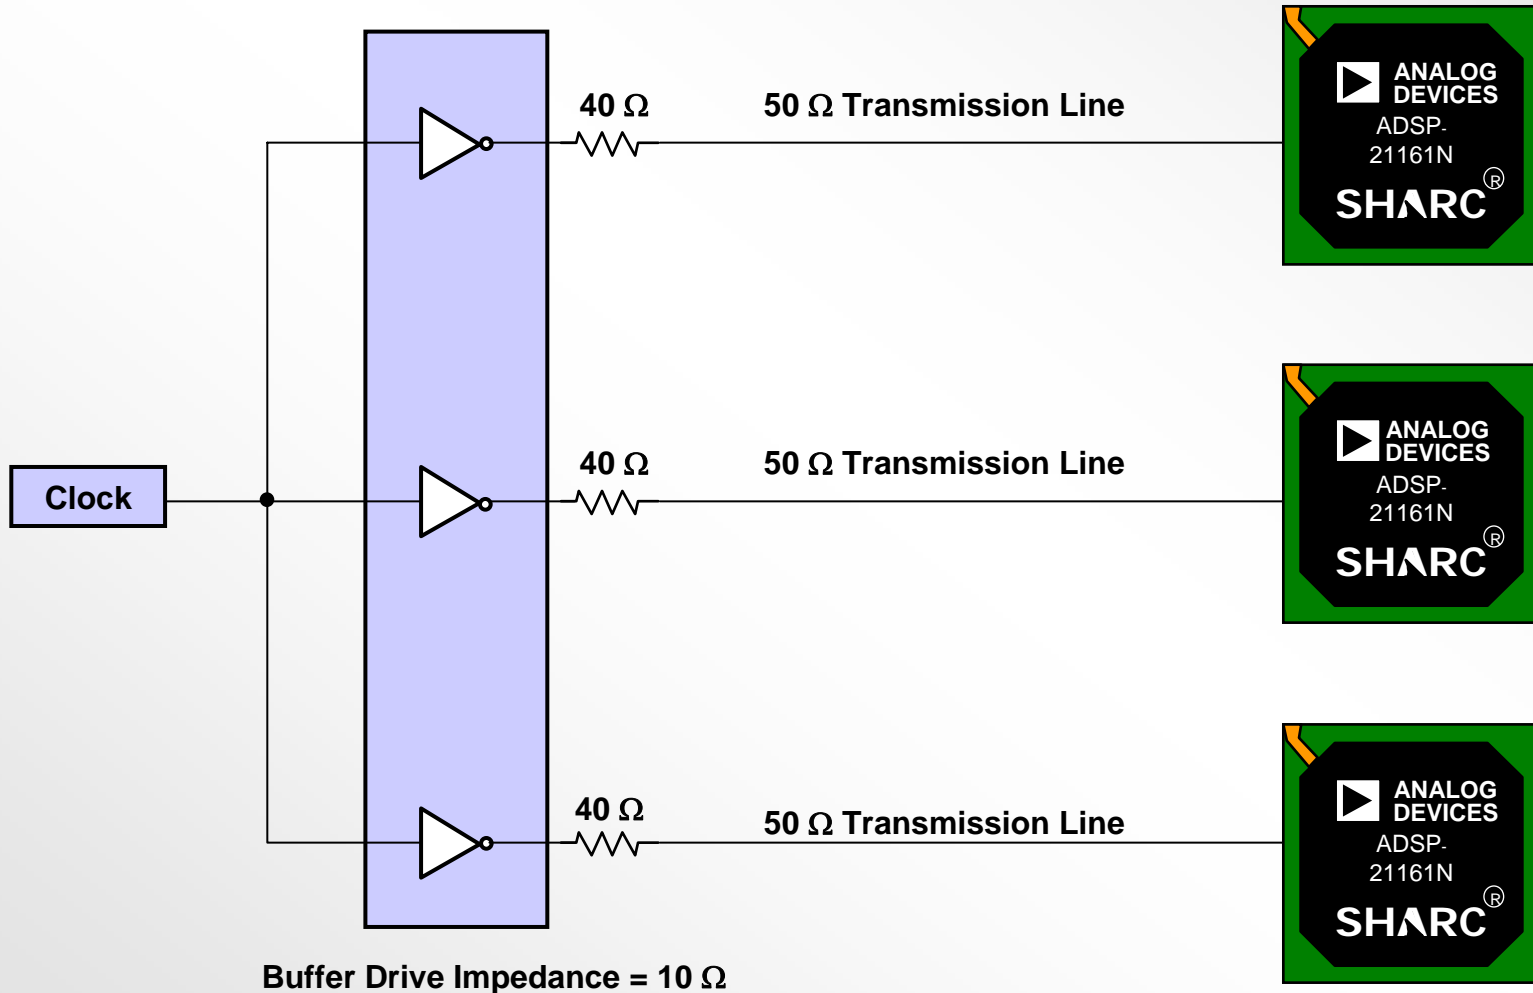 40 Ω
50 Ω Transmission Line
ANALOG
DEVICES
ADSP-
21161N
SHARC®
Clock
40 Ω
50 Ω Transmission Line
ANALOG
DEVICES
ADSP-
21161N
SHARC®
40 Ω
50 Ω Transmission Line
ANALOG
DEVICES
ADSP-
21161N
SHARC®
Buffer Drive Impedance = 10 Ω